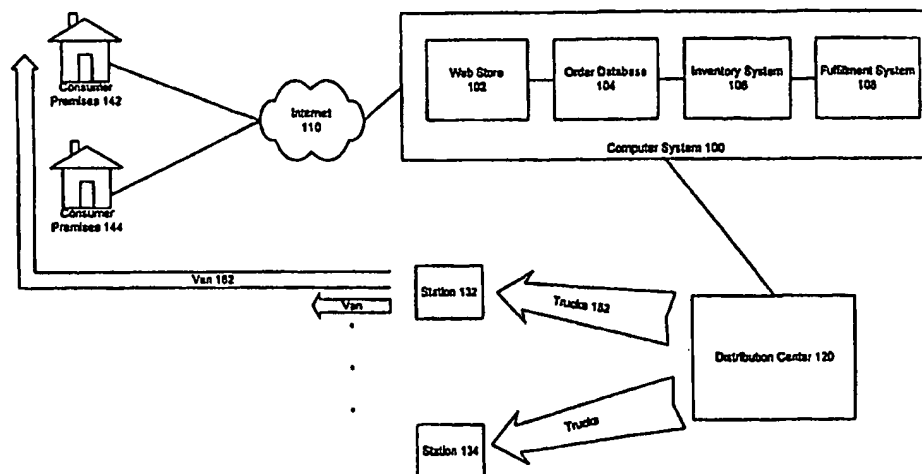 Consumer
Premises 142
Consumer
Premises 144
Internet
110
Web Store
102
Order Database
104
Inventory System
106
Fulfillment System
108
Computer System 100
Van 162
Van
Station 132
Trucks 152
Distribution Center 120
Trucks
Station 134